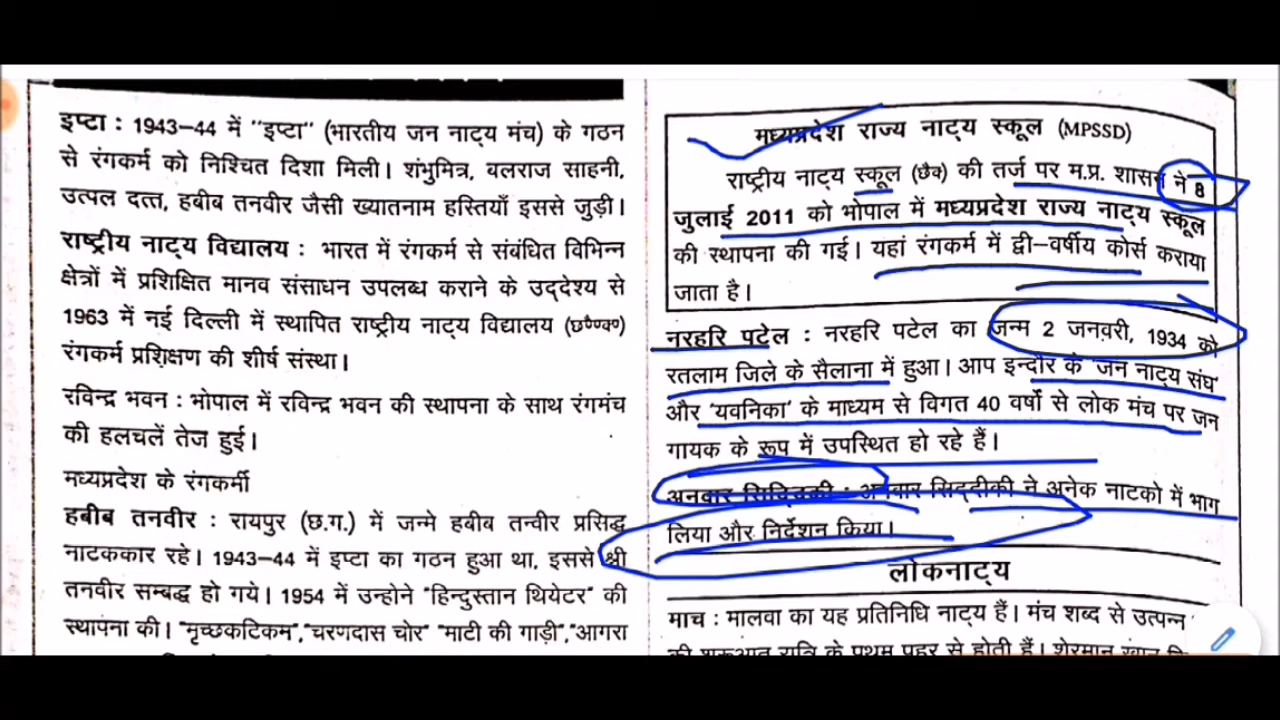 इप्टा : 1943-44 में "इप्टा" (भारतीय जन नाट्य मंच) के गठन
से रंगकर्म को निश्चित दिशा मिली। शंभुमित्र, बलराज साहनी,
उत्पल दत्त, हबीब तनवीर जैसी ख्यातनाम हस्तियाँ इससे जुड़ी।
राष्ट्रीय नाट्य विद्यालय : भारत में रंगकर्म से संबंधित विभिन्न
क्षेत्रों में प्रशिक्षित मानव संसाधन उपलब्ध कराने के उद्देश्य से
1963 में नई दिल्ली में स्थापित राष्ट्रीय नाट्य विद्यालय
रंगकर्म प्रशिक्षण की शीर्ष संस्था।
रविन्द्र भवन : भोपाल में रविन्द्र भवन की स्थापना के साथ रंगमंच
की हलचलें तेज हुई।
मध्यप्रदेश के रंगकर्मी
हबीब तनवीर : रायपुर (छ.ग.) में जन्मे हबीब तन्वीर प्रसिद्ध
नाटककार रहे। 1943-44 में इप्टा का गठन हुआ था, इससे श्री
तनवीर सम्बद्ध हो गये। 1954 में उन्होने "हिन्दुस्तान थियेटर" की
स्थापना की। "मृच्छकटिकम","चरणदास चोर" "माटी की गाड़ी","आगरा
मध्यप्रदेश राज्य नाट्य स्कूल (MPSSD)
राष्ट्रीय नाट्य स्कूल (छैक) की तर्ज पर म.प्र. शासन ने 8
जुलाई 2011 को भोपाल में मध्यप्रदेश राज्य नाट्य स्कूल
की स्थापना की गई। यहां रंगकर्म में द्वी-वर्षीय कोर्स कराया
जाता है।
नरहरि पटेल : नरहरि पटेल का जन्म 2 जनवरी, 1934 को
रतलाम जिले के सैलाना में हुआ। आप इन्दौर के 'जन नाट्य संघ'
और 'यवनिका' के माध्यम से विगत 40 वर्षो से लोक मंच पर जन
गायक के रूप में उपस्थित हो रहे हैं।
अनवार सिद्दिकी : अनवार सिद्दीकी ने अनेक नाटको में भाग
लिया और निर्देशन किया।
लोकनाट्य
माच : मालवा का यह प्रतिनिधि नाट्य हैं। मंच शब्द से उत्पन्न
की शुरूआत रात्रि के प्रथम पहर से होती हैं। शेरमान खान